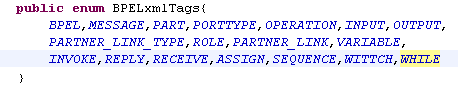 public enum BPELxmlTags{
BPEL,MESSAGE,PART,PORTTYPE,OPERATION,INPUT,OUTPUT,
PARTNER_LINK_TYPE,ROLE,PARTNER_LINK,VARIABLE,
INVOKE,REPLY,RECEIVE,ASSIGN,SEQUENCE,WITTCH,WHILE
}